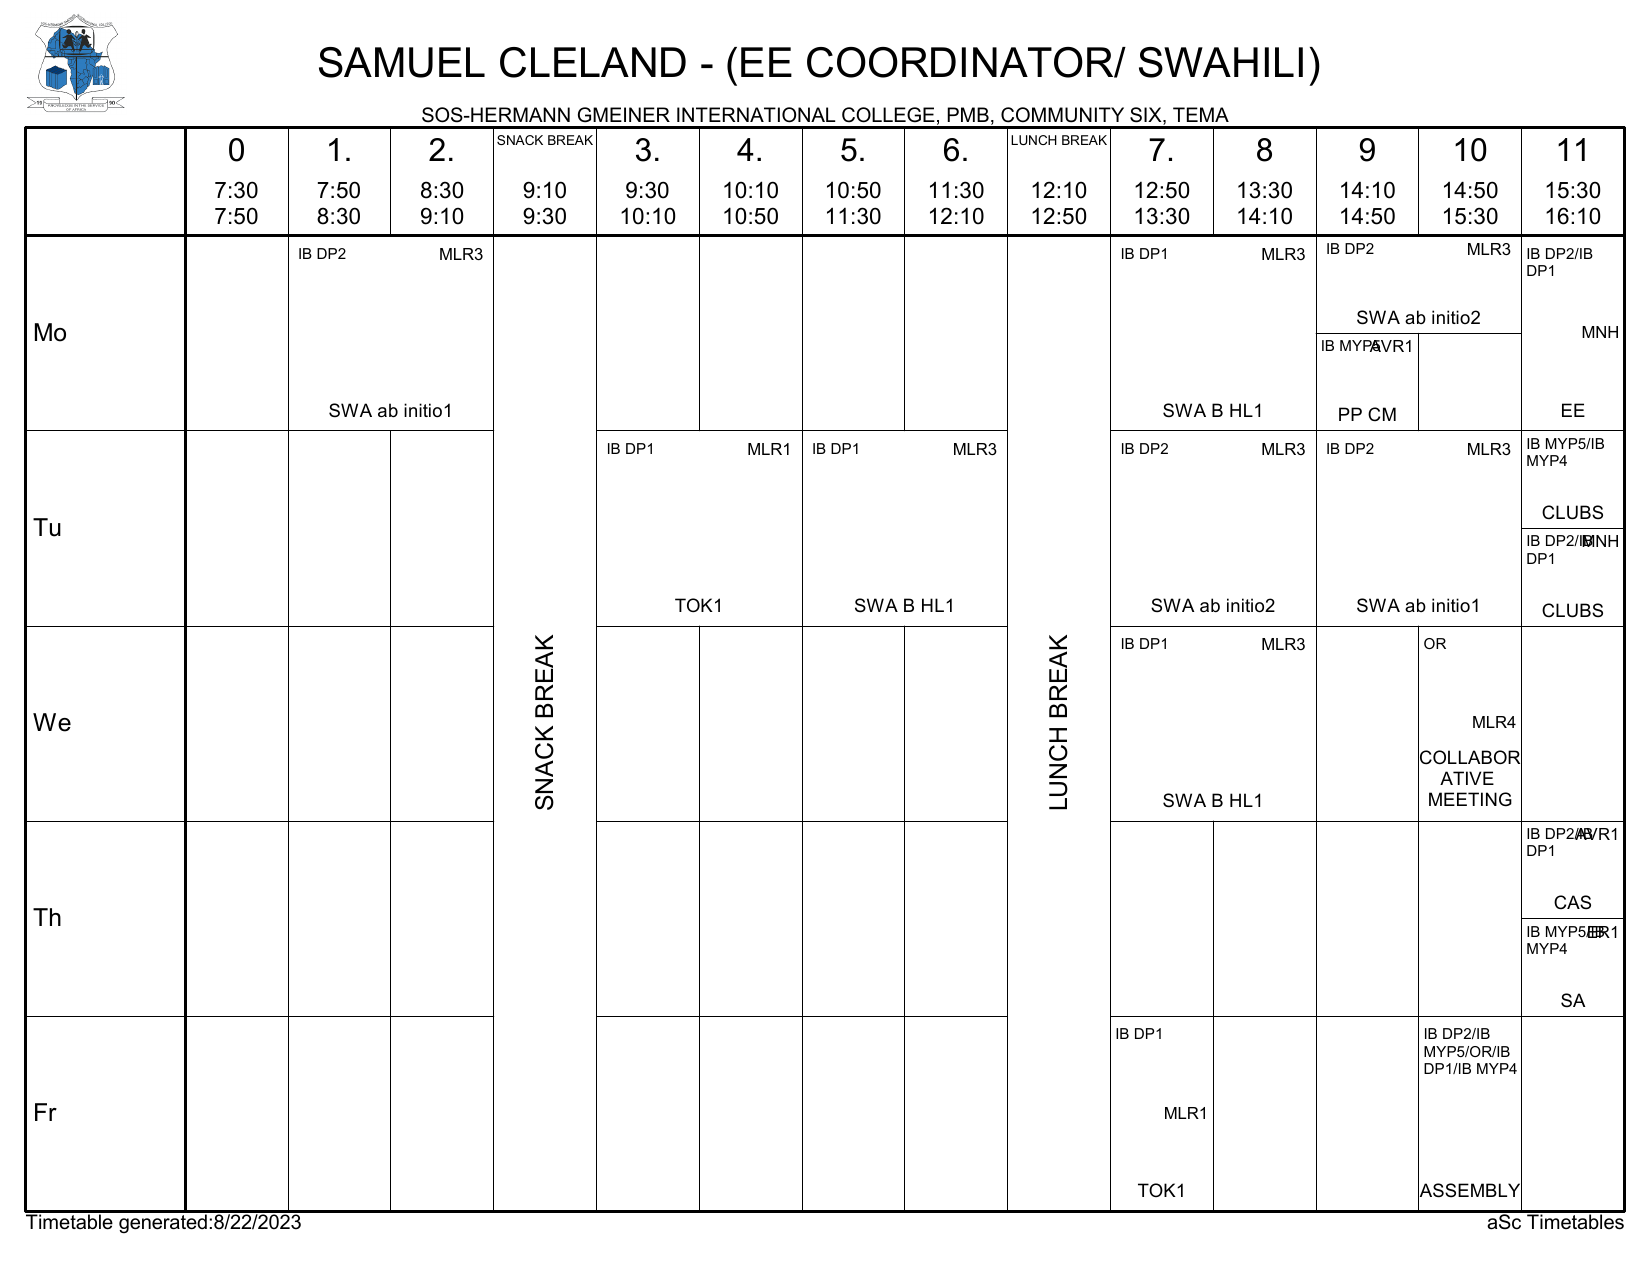 SAMUEL CLELAND - (EE COORDINATOR/ SWAHILI)
SOS-HERMANN GMEINER INTERNATIONAL COLLEGE, PMB, COMMUNITY SIX, TEMA
0 1. 2. SNACK BREAK 3. 4. 5. 6. LUNCH BREAK 7. 8 9 10 11
7:30 7:50 8:30 9:10 9:30 10:10 10:50 11:30 12:10 12:50 13:30 14:10 14:50 15:30
7:50 8:30 9:10 9:30 10:10 10:50 11:30 12:10 12:50 13:30 14:10 14:50 15:30 16:10
Mo
IB DP2 MLR3
SWA ab initio1
IB DP1 MLR3
SWA B HL1
IB DP2 MLR3
SWA ab initio2
IB MYP5 AVR1
PP CM
IB DP2/IB
DP1
MNH
EE
Tu
IB DP1 MLR1
TOK1
IB DP1 MLR3
SWA B HL1
IB DP2 MLR3
SWA ab initio2
IB DP2 MLR3
SWA ab initio1
IB MYP5/IB
MYP4
CLUBS
IB DP2/IB MNH
DP1
CLUBS
SNACK BREAK
LUNCH BREAK
We
IB DP1 MLR3
SWA B HL1
OR
MLR4
COLLABOR
ATIVE
MEETING
Th
IB DP2/IB AVR1
DP1
CAS
IB MYP5/IB ER1
MYP4
SA
Fr
IB DP1
MLR1
TOK1
IB DP2/IB
MYP5/OR/IB
DP1/IB MYP4
ASSEMBLY
Timetable generated:8/22/2023
aSc Timetables